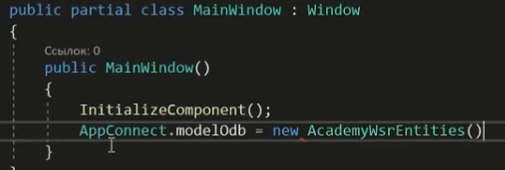 public partial class MainWindow : Window
{
Ссылок: 0
public MainWindow()
{
InitializeComponent();
AppConnect.modelOdb = new AcademyWsrEntities()
}
}